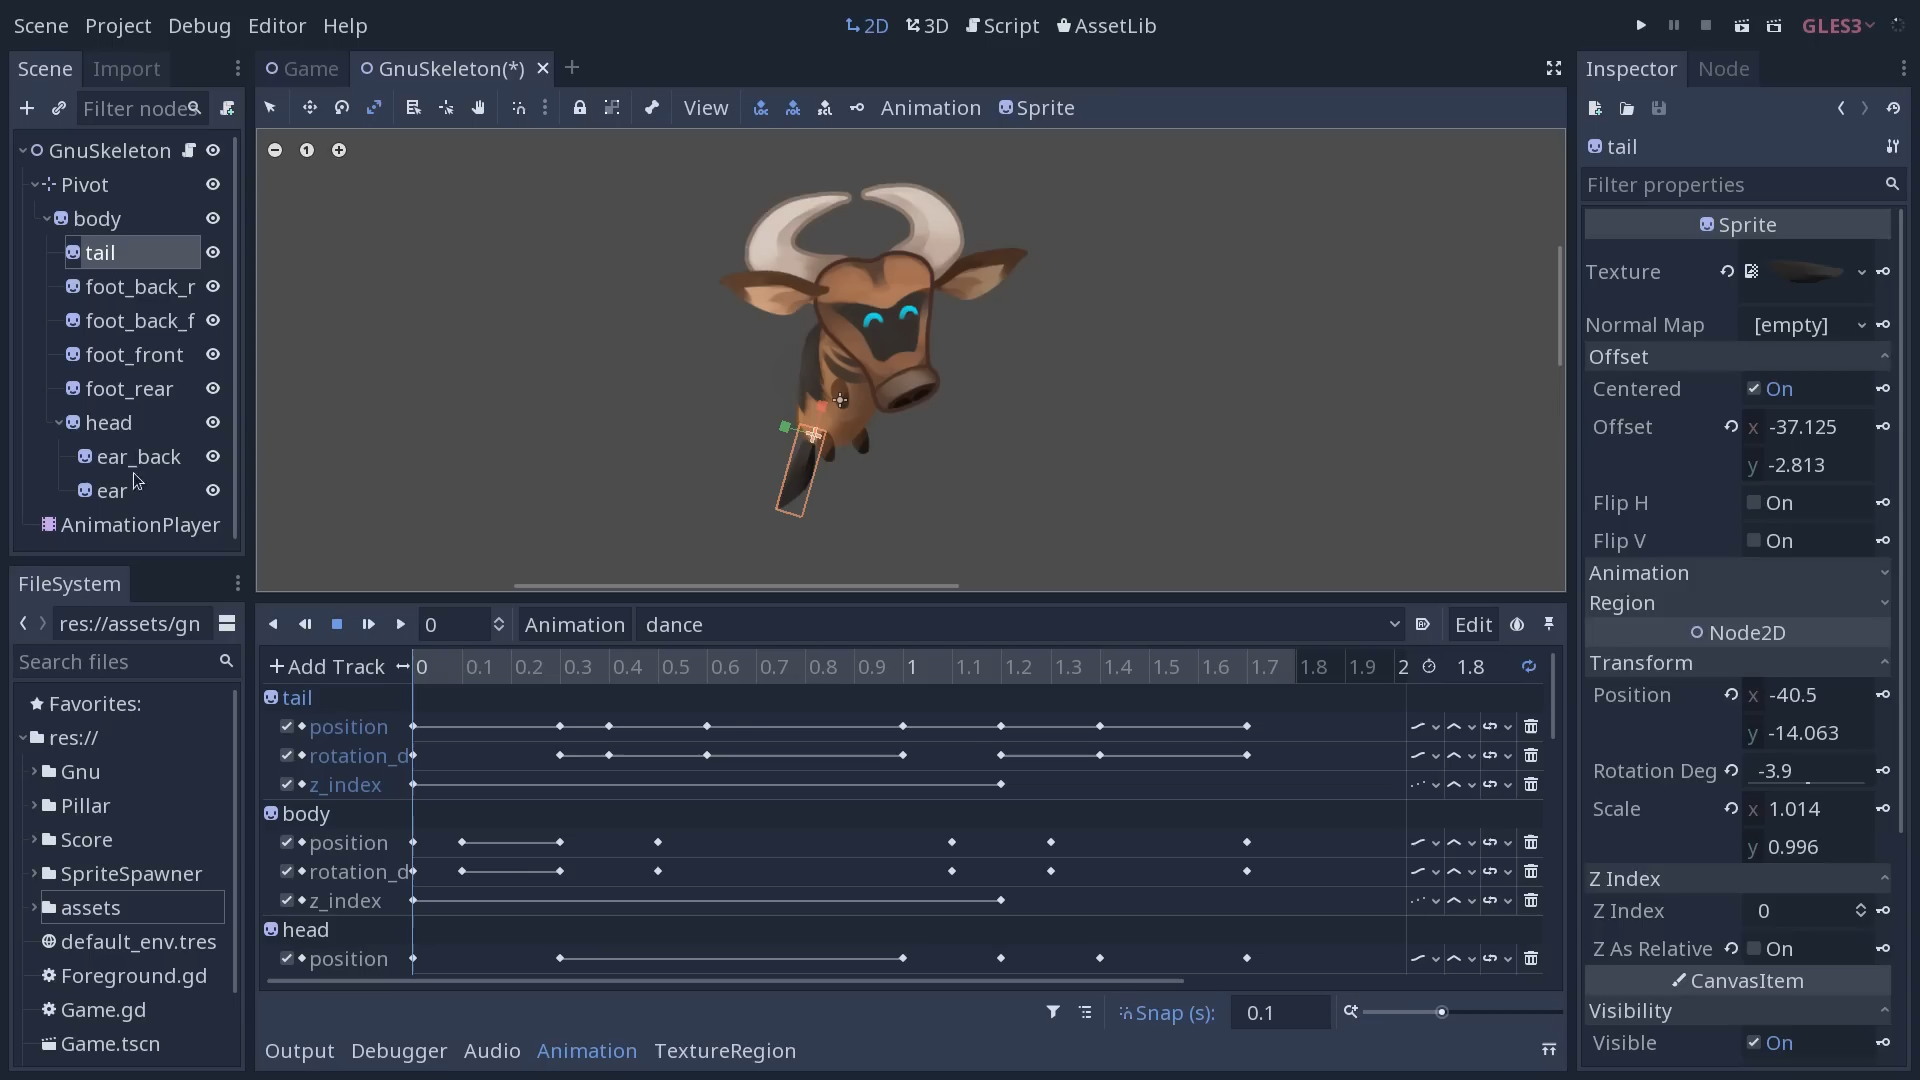 Scene Project Debug Editor Help
2D 3D Script AssetLib
GLES3
Scene Import
Game GnuSkeleton(*)
Inspector Node
Filter nodes
View Animation Sprite
GnuSkeleton
Pivot
body
tail
foot_back_r
foot_back_f
foot_front
foot_rear
head
ear_back
ear
AnimationPlayer
FileSystem
res://assets/gn
Search files
Favorites:
res://
Gnu
Pillar
Score
SpriteSpawner
assets
default_env.tres
Foreground.gd
Game.gd
Game.tscn
1
0 Animation dance Edit
Add Track 0 0.1 0.2 0.3 0.4 0.5 0.6 0.7 0.8 0.9 1 1.1 1.2 1.3 1.4 1.5 1.6 1.7 1.8 1.9 2 1.8
tail
position
rotation_d
z_index
body
position
rotation_d
z_index
head
position
Snap (s): 0.1
Output Debugger Audio Animation TextureRegion
tail
Filter properties
Sprite
Texture
Normal Map [empty]
Offset
Centered On
Offset x -37.125
y -2.813
Flip H On
Flip V On
Animation
Region
Node2D
Transform
Position x -40.5
y -14.063
Rotation Deg -3.9
Scale x 1.014
y 0.996
Z Index
Z Index 0
Z As Relative On
CanvasItem
Visibility
Visible On